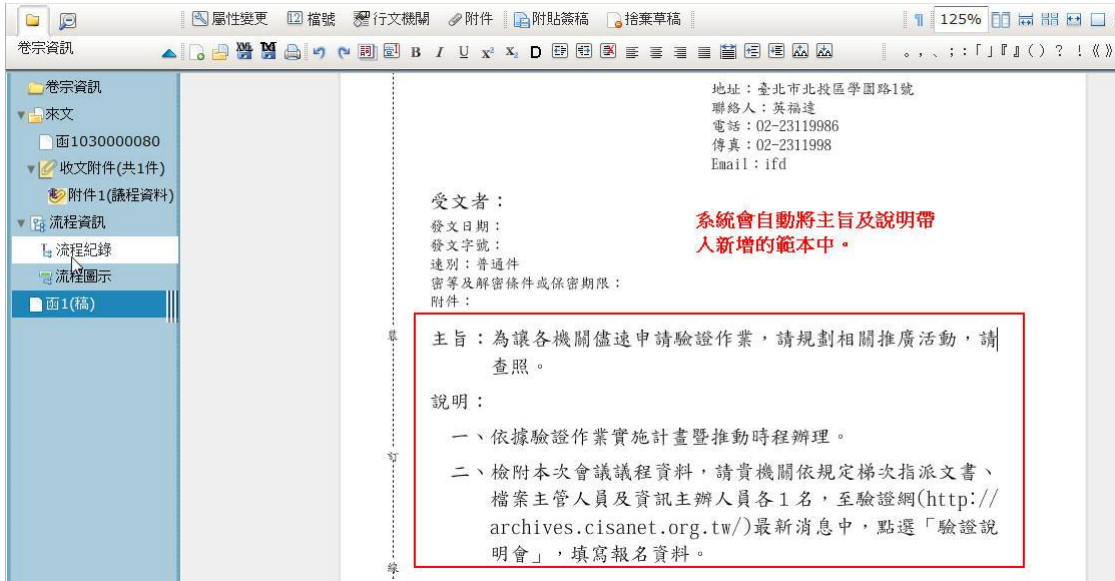 屬性變更 檔號 行文機關 附件 附貼簽稿 捨棄草稿 125%
卷宗資訊 B I U x² X₂ D 。,、;:「」『』()?!《》
卷宗資訊
來文
函1030000080
收文附件(共1件)
附件1(議程資料)
流程資訊
流程紀錄
流程圖示
函1(稿)
地址:臺北市北投區學園路1號
聯絡人:英福達
電話:02-23119986
傳真:02-2311998
Email:ifd
受文者:
發文日期:
發文字號:
速別:普通件
密等及解密條件或保密期限:
附件:
系統會自動將主旨及說明帶
入新增的範本中。
裝
主旨:為讓各機關儘速申請驗證作業,請規劃相關推廣活動,請
查照。
說明:
一、依據驗證作業實施計畫暨推動時程辦理。
訂
二、檢附本次會議議程資料,請貴機關依規定梯次指派文書、
檔案主管人員及資訊主辦人員各1名,至驗證網(http://
archives.cisanet.org.tw/)最新消息中,點選「驗證說
明會」,填寫報名資料。
線